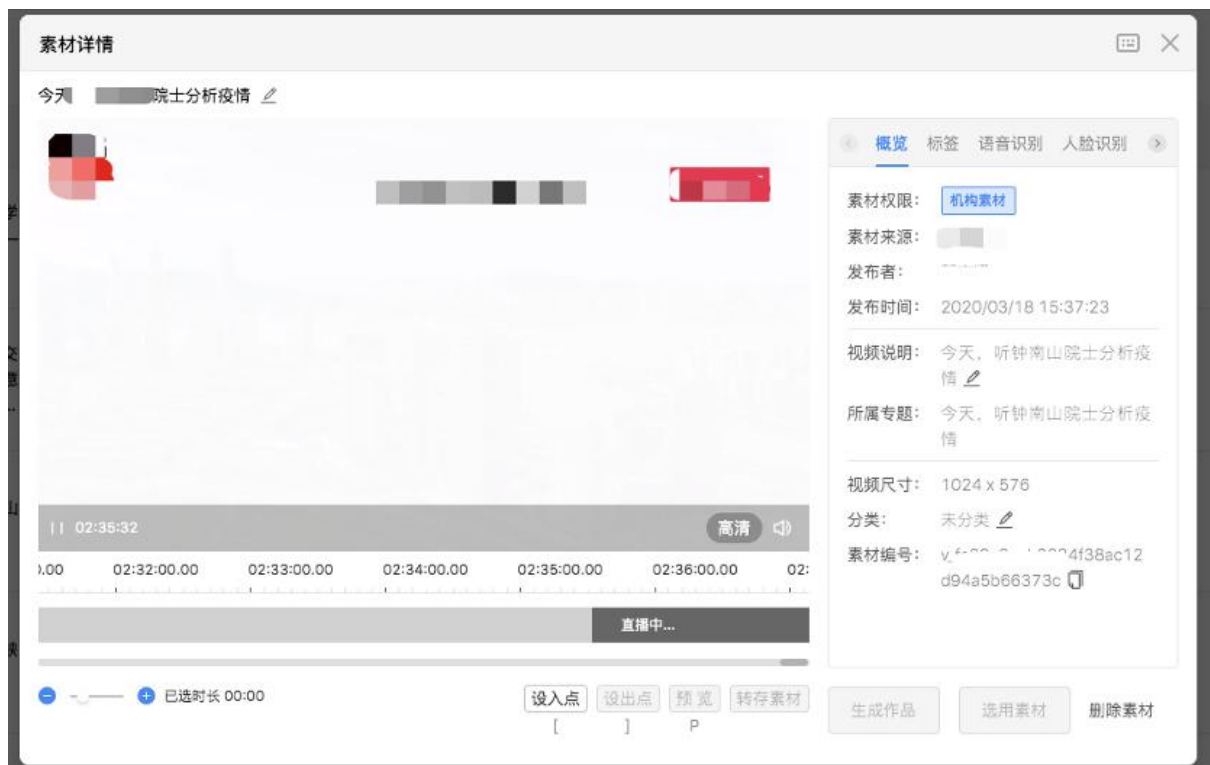 素材详情
今天 院士分析疫情
概览 标签 语音识别 人脸识别
素材权限: 机构素材
素材来源:
发布者:
发布时间: 2020/03/18 15:37:23
视频说明: 今天，听钟南山院士分析疫
情
所属专题: 今天，听钟南山院士分析疫
情
视频尺寸: 1024 x 576
分类: 未分类
素材编号: 4f38ac12
d94a5b66373c
02:35:32
高清
0.00 02:32:00.00 02:33:00.00 02:34:00.00 02:35:00.00 02:36:00.00 02:
直播中...
已选时长 00:00
设入点 设出点 预览 转存素材
[ ] P
生成作品 选用素材 删除素材